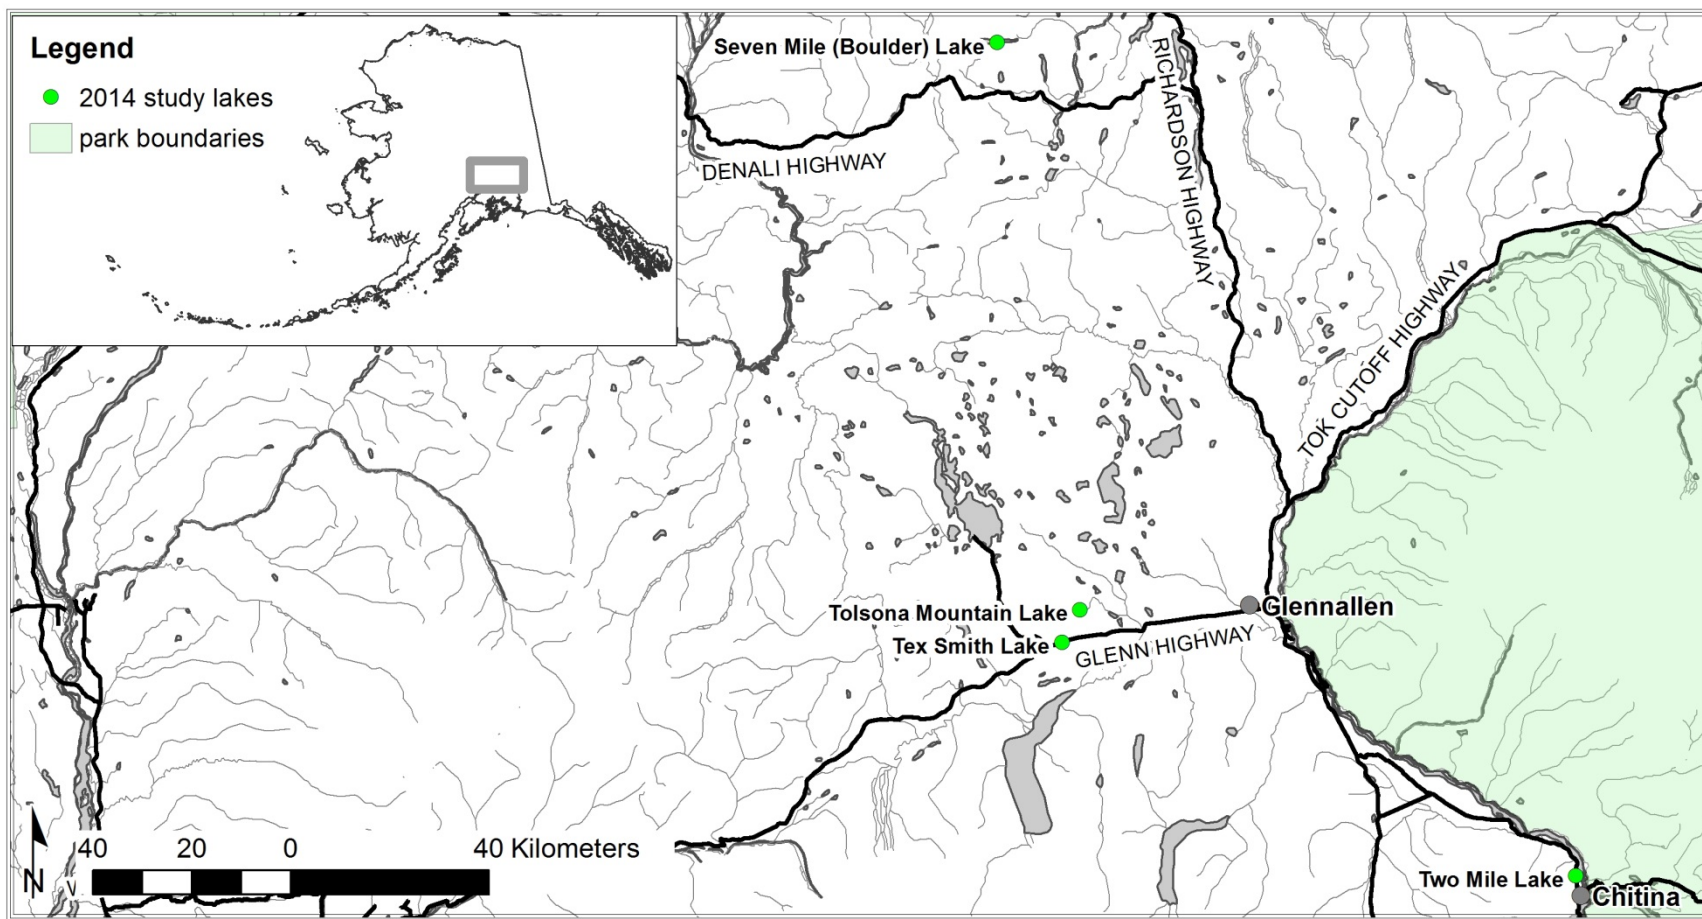 Legend
2014 study lakes
park boundaries
Seven Mile (Boulder) Lake
RICHARDSON HIGHWAY
DENALI HIGHWAY
TOK CUTOFF HIGHWAY
Tolsona Mountain Lake
Glennallen
Tex Smith Lake
GLENN HIGHWAY
40 20 0 40 Kilometers
N
Two Mile Lake
Chitina